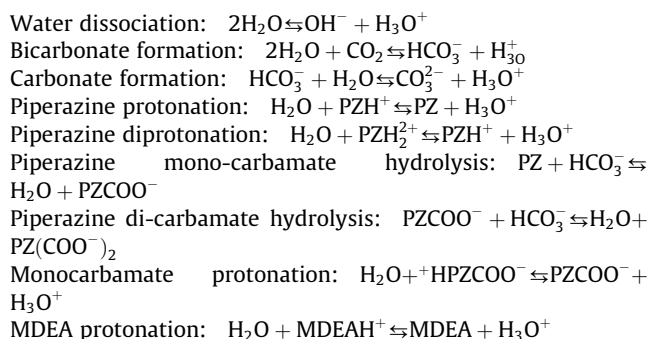 Water dissociation: 2H₂O⇆OH⁻ + H₃O⁺
Bicarbonate formation: 2H₂O + CO₂⇆HCO₃⁻ + H₃₀⁺
Carbonate formation: HCO₃⁻ + H₂O⇆CO₃²⁻ + H₃O⁺
Piperazine protonation: H₂O + PZH⁺⇆PZ + H₃O⁺
Piperazine diprotonation: H₂O + PZH₂²⁺⇆PZH⁺ + H₃O⁺
Piperazine mono-carbamate hydrolysis: PZ + HCO₃⁻⇆
H₂O + PZCOO⁻
Piperazine di-carbamate hydrolysis: PZCOO⁻ + HCO₃⁻⇆H₂O+
PZ(COO⁻)₂
Monocarbamate protonation: H₂O+⁺HPZCOO⁻⇆PZCOO⁻+
H₃O⁺
MDEA protonation: H₂O + MDEAH⁺⇆MDEA + H₃O⁺